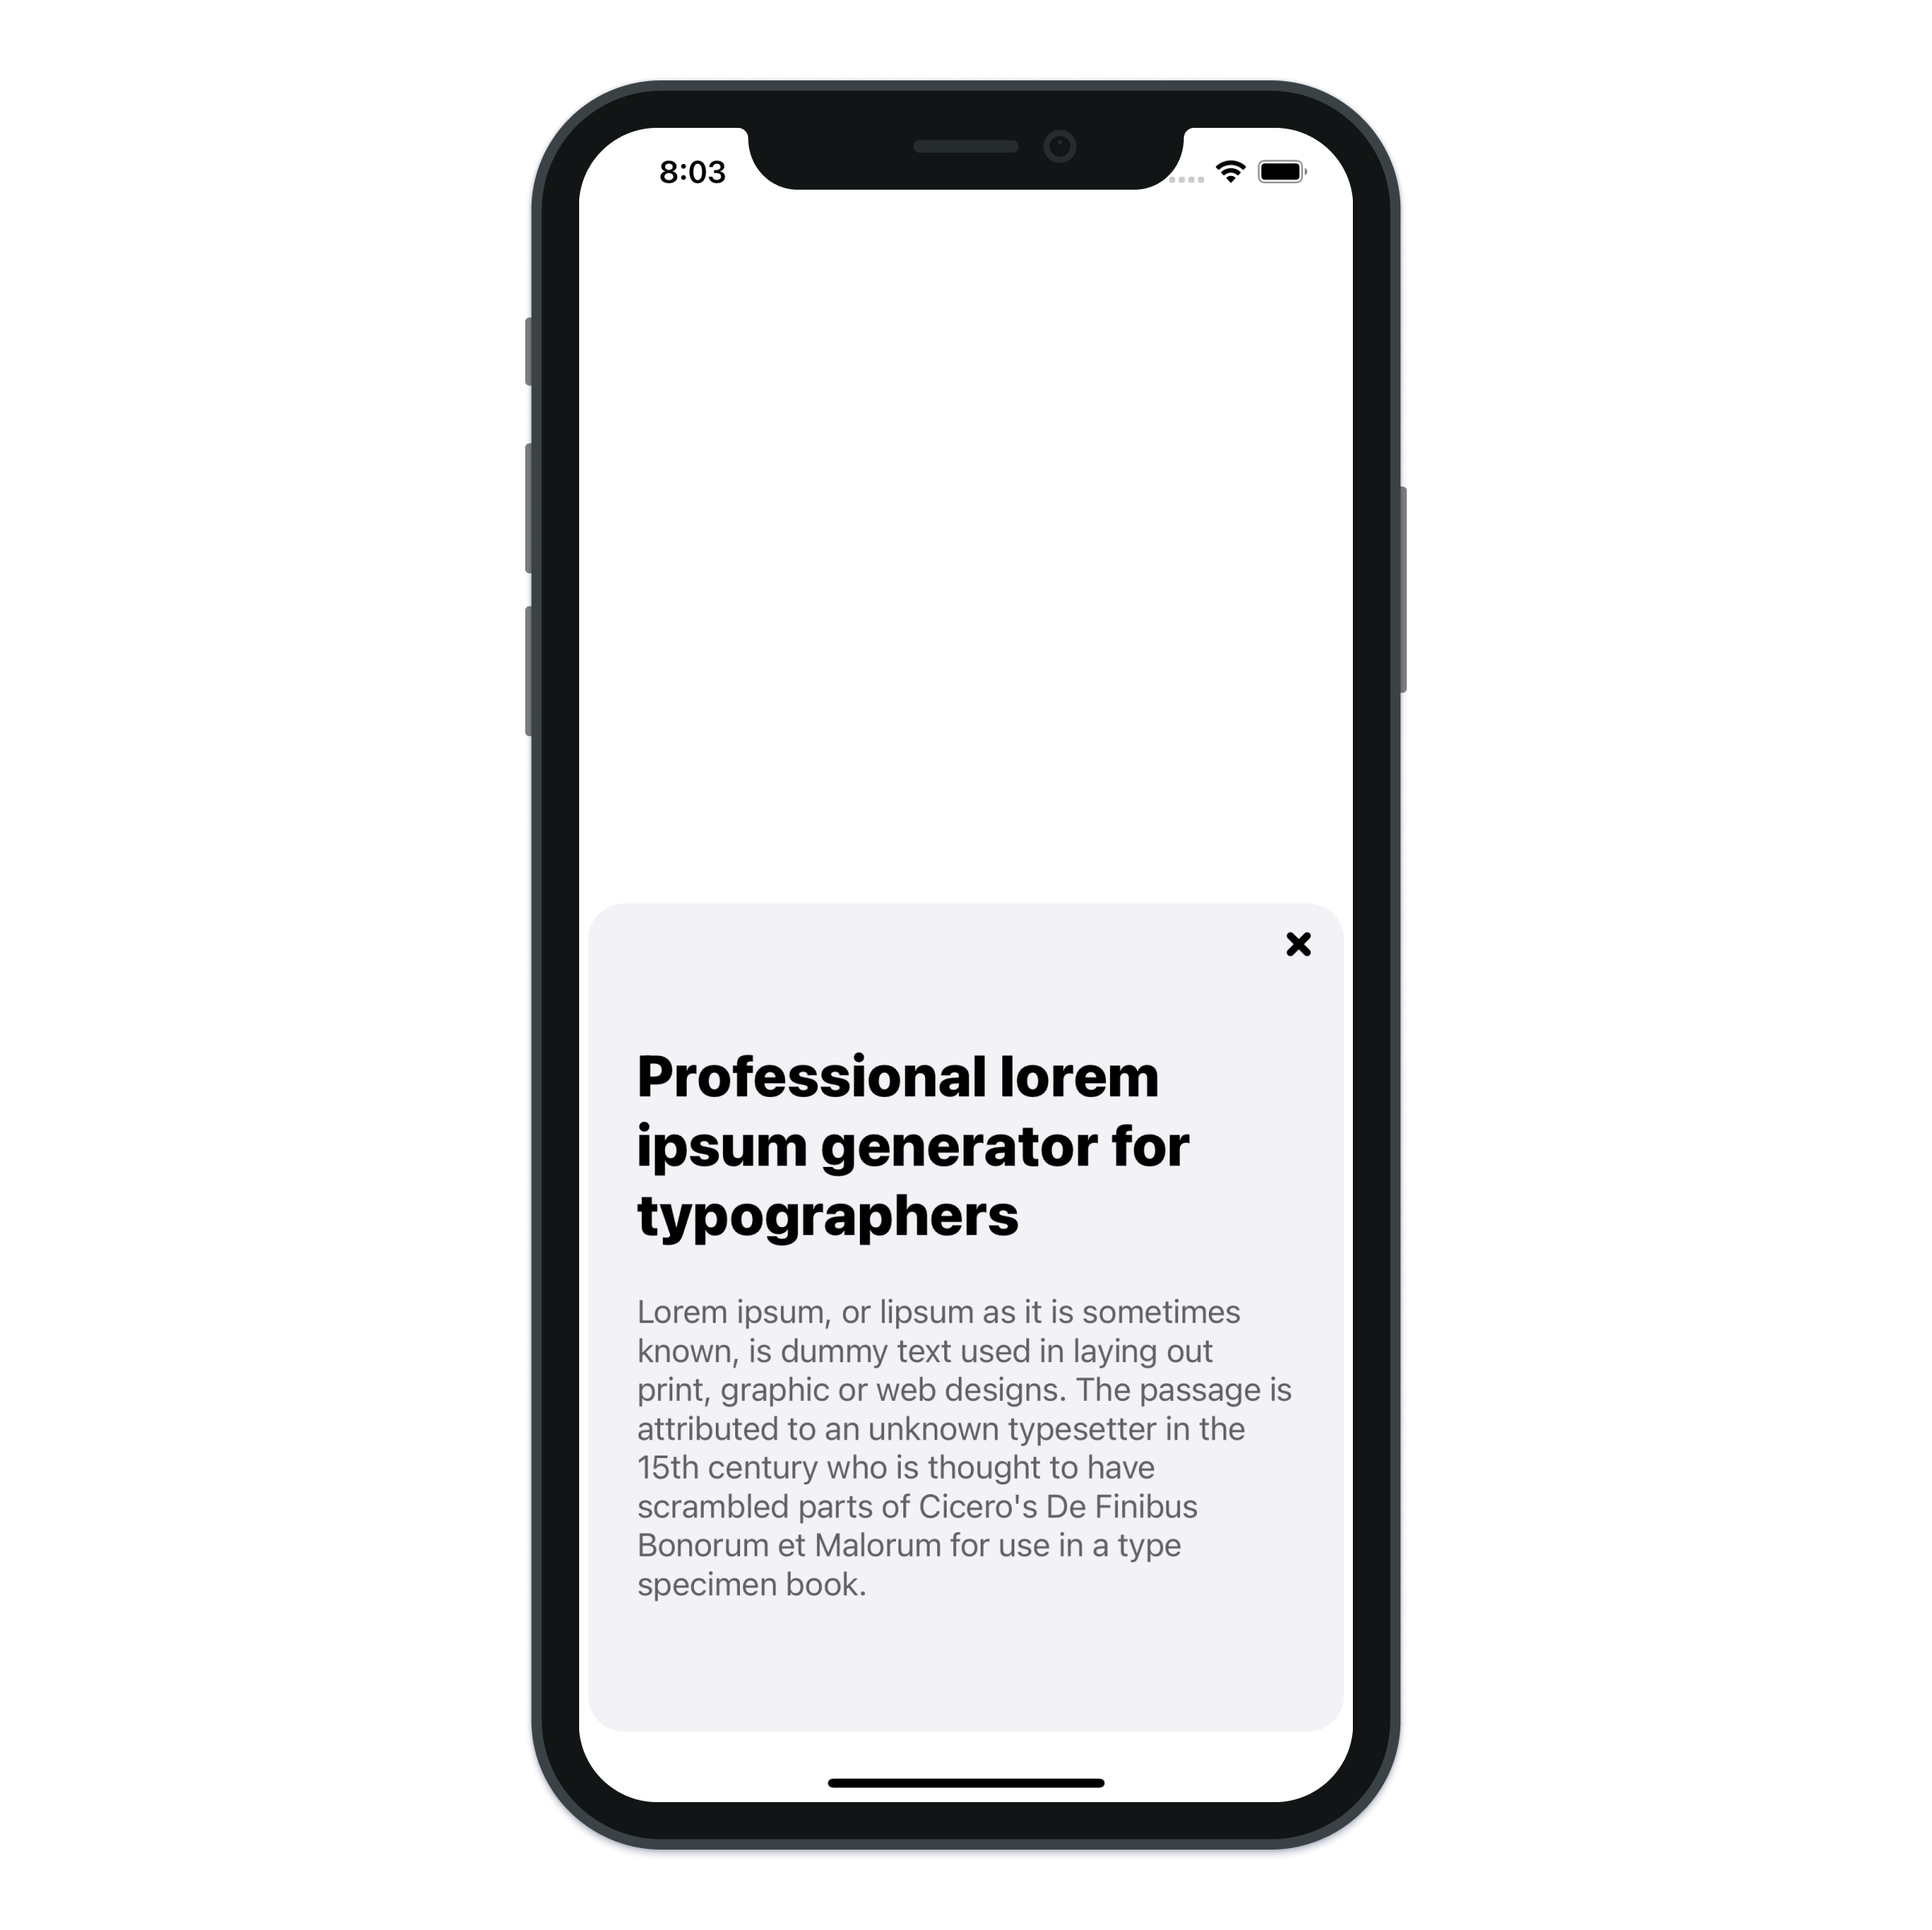 8:03
Professional lorem
ipsum generator for
typographers
Lorem ipsum, or lipsum as it is sometimes
known, is dummy text used in laying out
print, graphic or web designs. The passage is
attributed to an unknown typesetter in the
15th century who is thought to have
scrambled parts of Cicero's De Finibus
Bonorum et Malorum for use in a type
specimen book.